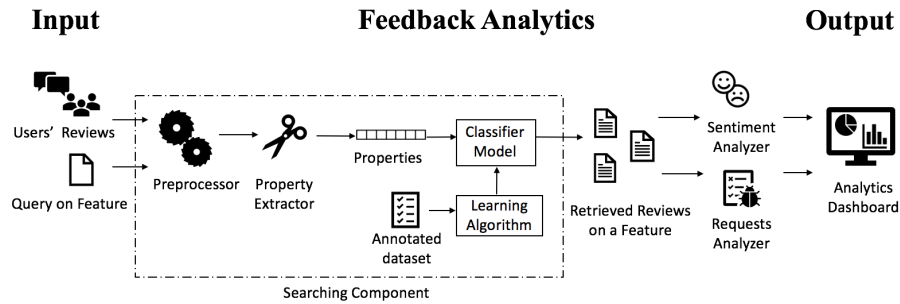 Input
Feedback Analytics
Output
Users' Reviews
Query on Feature
Preprocessor
Property
Extractor
Properties
Classifier
Model
Annotated
dataset
Learning
Algorithm
Retrieved Reviews
on a Feature
Sentiment
Analyzer
Requests
Analyzer
Analytics
Dashboard
Searching Component